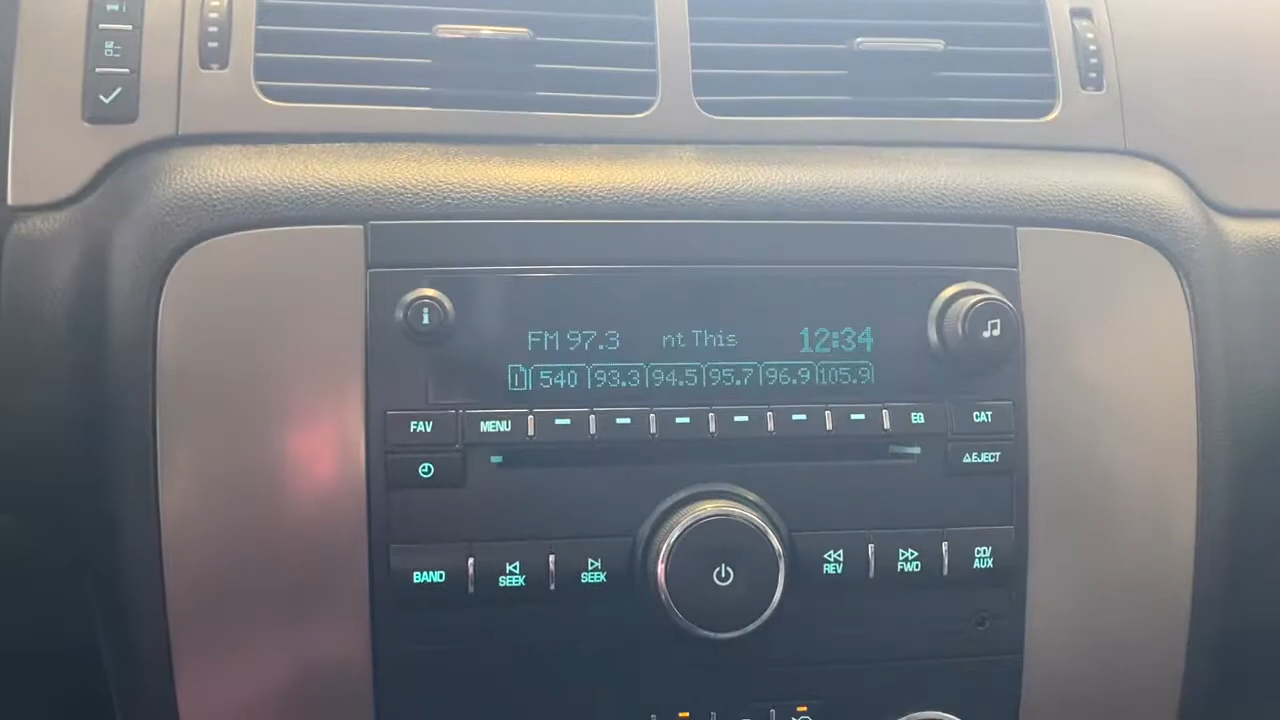 FM 97.3 nt This 12:34
1 540 93.3 94.5 95.7 96.9 105.9
FAV MENU EQ CAT
EJECT
BAND SEEK SEEK REV FWD CD/
AUX